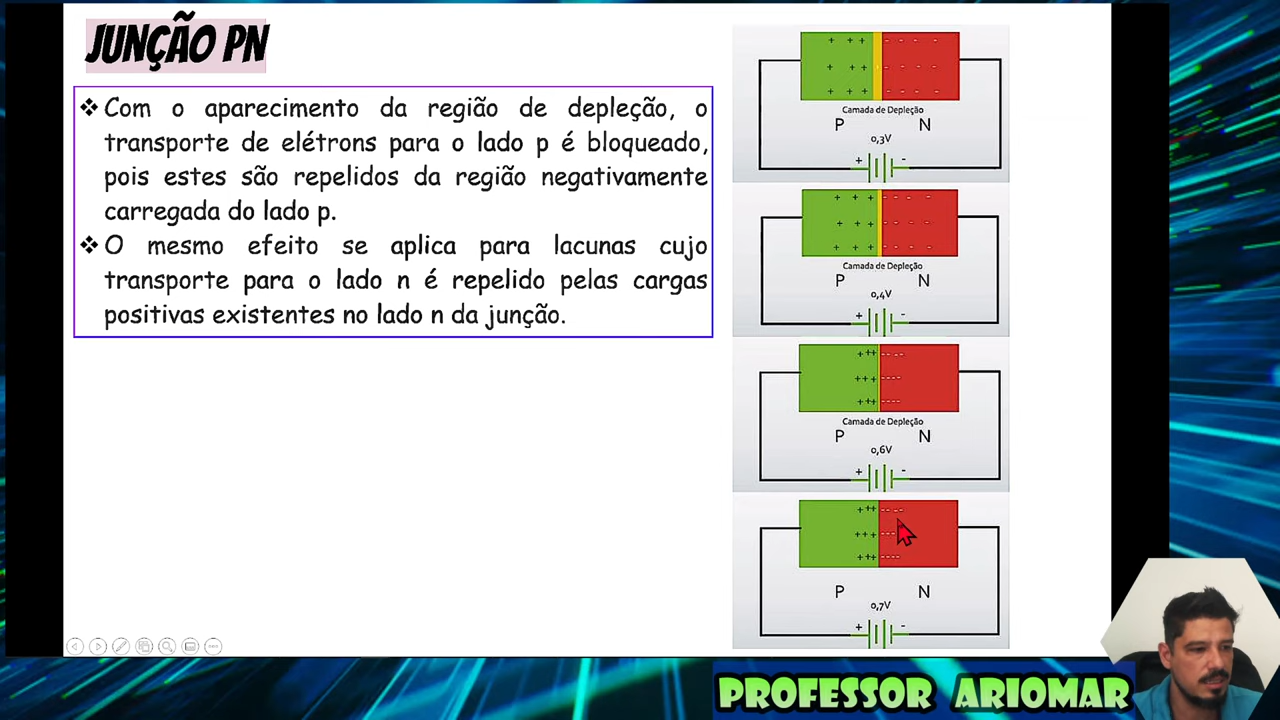 JUNÇÃO PN
❖ Com o aparecimento da região de depleção, o
transporte de elétrons para o lado p é bloqueado,
pois estes são repelidos da região negativamente
carregada do lado p.
❖ O mesmo efeito se aplica para lacunas cujo
transporte para o lado n é repelido pelas cargas
positivas existentes no lado n da junção.
+ + + - - - -
+ + + - - - -
+ + + - - - -
Camada de Depleção
P N
0,3V
+ -
+ + + - - - -
+ + + - - - -
+ + + - - - -
Camada de Depleção
P N
0,4V
+ -
+++ ----
+++ ----
+++ ----
Camada de Depleção
P N
0,6V
+ -
+++ ----
+++ ---
+++ ----
P N
0,7V
+ -
PROFESSOR ARIOMAR